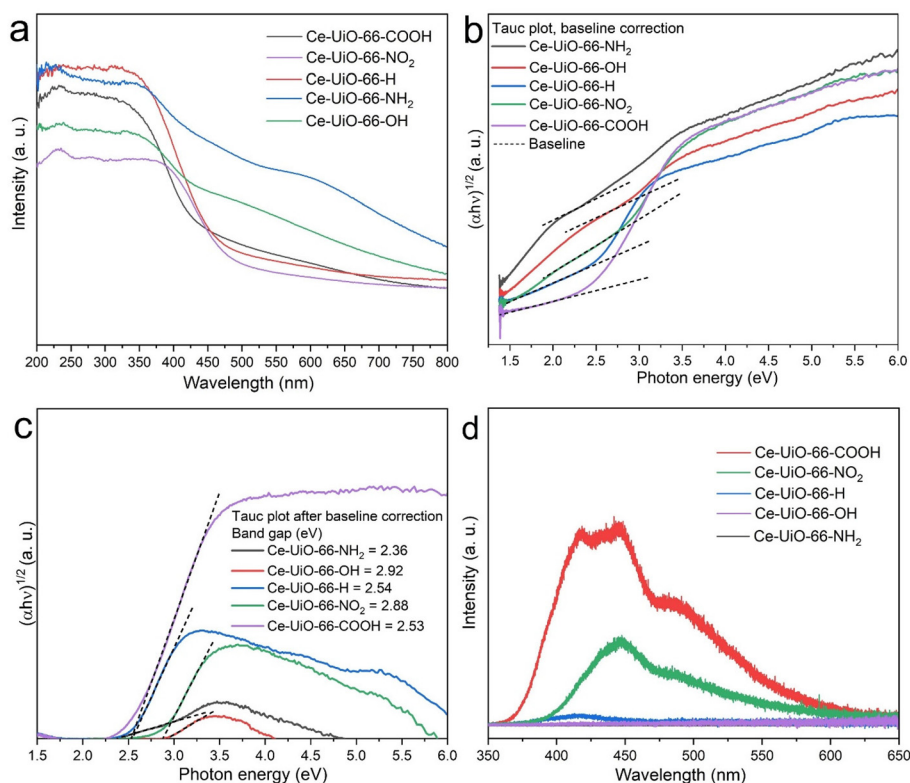 a
Ce-UiO-66-COOH
Ce-UiO-66-NO₂
Ce-UiO-66-H
Ce-UiO-66-NH₂
Ce-UiO-66-OH
Intensity (a. u.)
200 250 300 350 400 450 500 550 600 650 700 750 800
Wavelength (nm)
b
Tauc plot, baseline correction
Ce-UiO-66-NH₂
Ce-UiO-66-OH
Ce-UiO-66-H
Ce-UiO-66-NO₂
Ce-UiO-66-COOH
Baseline
(αhν)¹/² (a. u.)
1.5 2.0 2.5 3.0 3.5 4.0 4.5 5.0 5.5 6.0
Photon energy (eV)
c
Tauc plot after baseline correction
Band gap (eV)
Ce-UiO-66-NH₂ = 2.36
Ce-UiO-66-OH = 2.92
Ce-UiO-66-H = 2.54
Ce-UiO-66-NO₂ = 2.88
Ce-UiO-66-COOH = 2.53
(αhν)¹/² (a. u.)
1.5 2.0 2.5 3.0 3.5 4.0 4.5 5.0 5.5 6.0
Photon energy (eV)
d
Ce-UiO-66-COOH
Ce-UiO-66-NO₂
Ce-UiO-66-H
Ce-UiO-66-OH
Ce-UiO-66-NH₂
Intensity (a. u.)
350 400 450 500 550 600 650
Wavelength (nm)